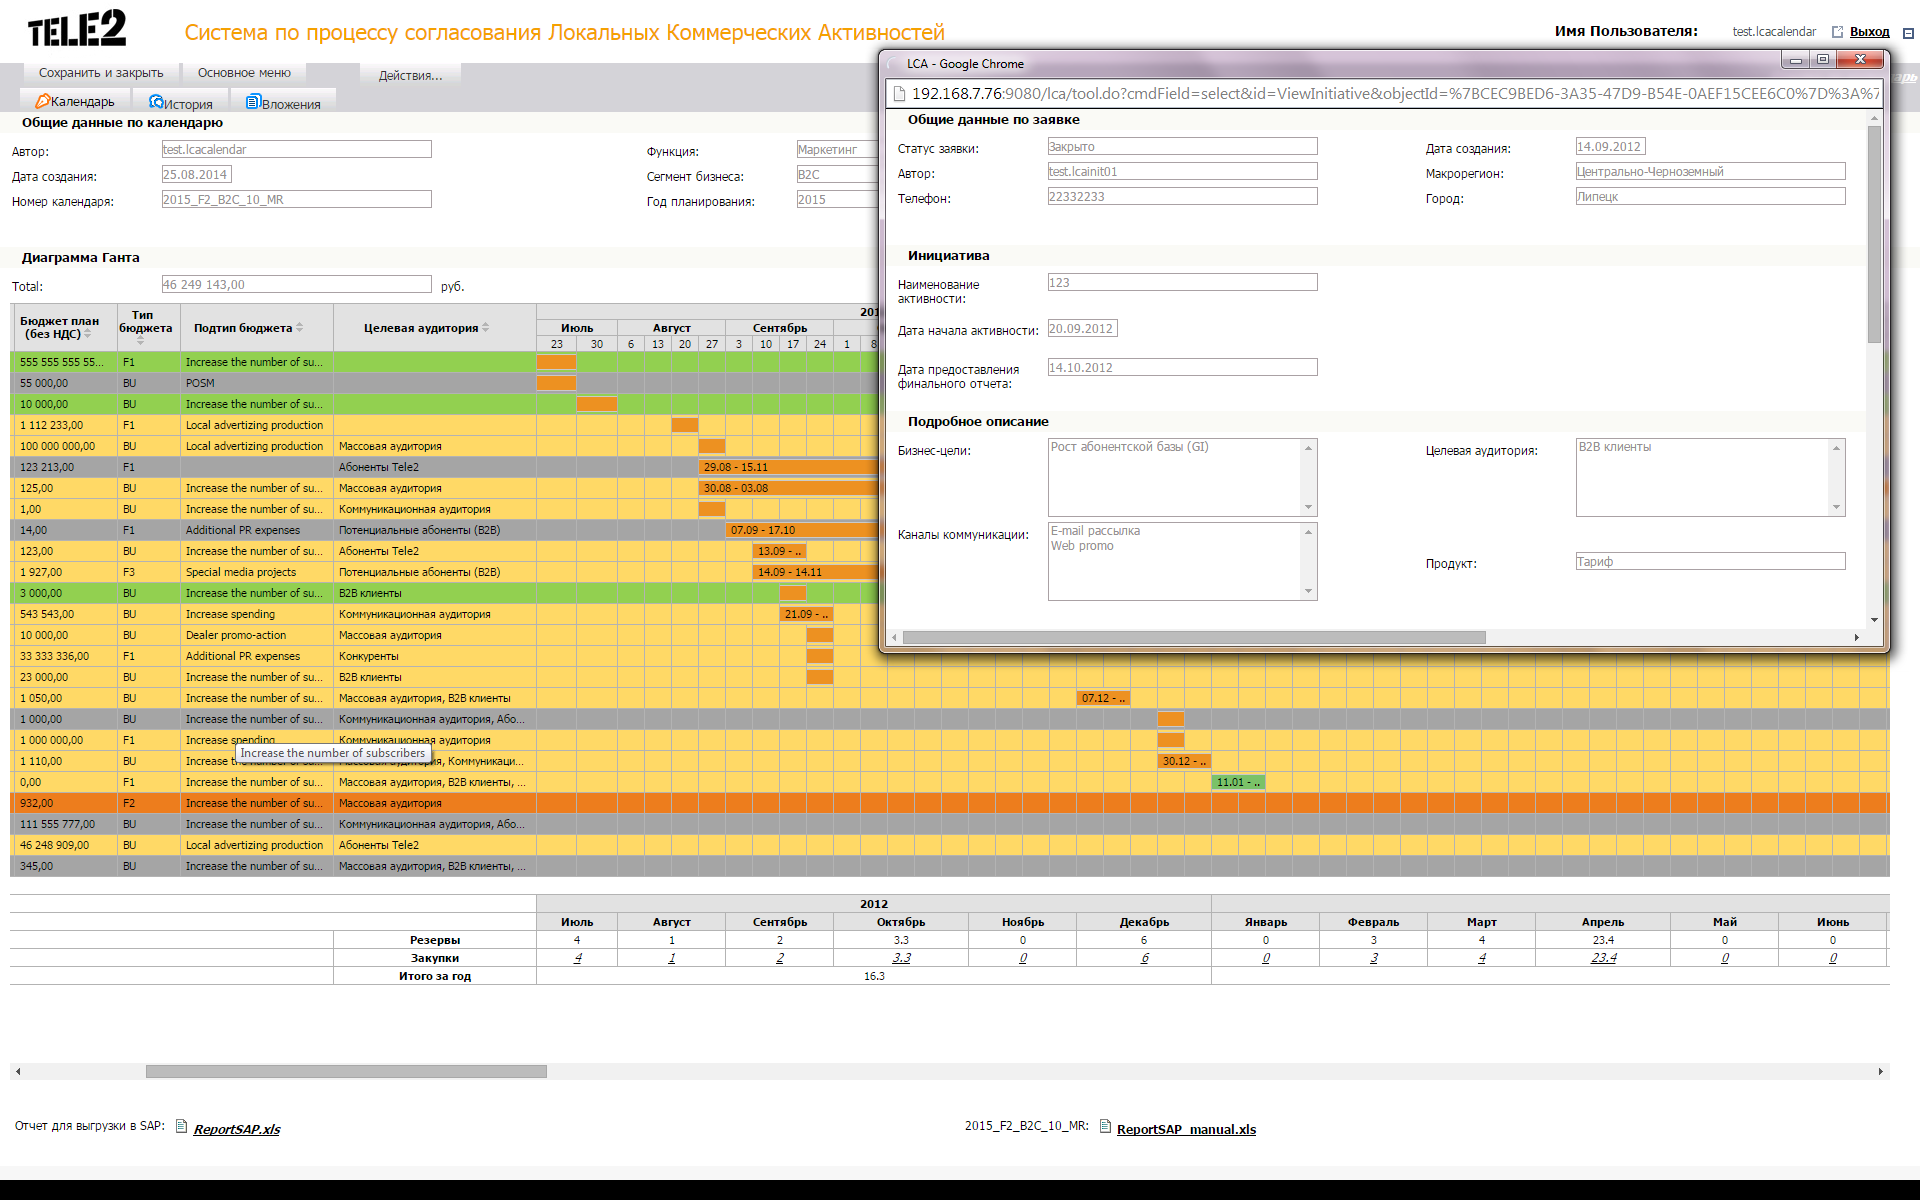 TELE2
Система по процессу согласования Локальных Коммерческих Активностей
Имя Пользователя: test.lcacalendar Выход
Сохранить и закрыть Основное меню Действия...
Календарь История Вложения
Общие данные по календарю
Автор: test.lcacalendar Функция: Маркетинг
Дата создания: 25.08.2014 Сегмент бизнеса: B2C
Номер календаря: 2015_F2_B2C_10_MR Год планирования: 2015
Диаграмма Ганта
Total: 46 249 143,00 руб.
Бюджет план (без НДС) Тип бюджета Подтип бюджета Целевая аудитория
Июль Август Сентябрь
23 30 6 13 20 27 3 10 17 24 1 8
555 555 555 55... F1 Increase the number of su...
55 000,00 BU POSM
10 000,00 BU Increase the number of su...
1 112 233,00 F1 Local advertizing production
100 000 000,00 BU Local advertizing production Массовая аудитория
123 213,00 F1 Абоненты Tele2 29.08 - 15.11
125,00 BU Increase the number of su... Массовая аудитория 30.08 - 03.08
1,00 BU Increase the number of su... Коммуникационная аудитория
14,00 F1 Additional PR expenses Потенциальные абоненты (B2B) 07.09 - 17.10
123,00 BU Increase the number of su... Абоненты Tele2 13.09 - ..
1 927,00 F3 Special media projects Потенциальные абоненты (B2B) 14.09 - 14.11
3 000,00 BU Increase the number of su... B2B клиенты
543 543,00 BU Increase spending Коммуникационная аудитория 21.09 - ..
10 000,00 BU Dealer promo-action Массовая аудитория
33 333 336,00 F1 Additional PR expenses Конкуренты
23 000,00 BU Increase the number of su... B2B клиенты
1 050,00 BU Increase the number of su... Массовая аудитория, B2B клиенты 07.12 - ..
1 000,00 BU Increase the number of su... Коммуникационная аудитория, Або...
1 000 000,00 F1 Increase spending Коммуникационная аудитория
Increase the number of subscribers
1 110,00 BU Increase Коммуникаци... 30.12 - ..
0,00 F1 Increase the number of su... Массовая аудитория, B2B клиенты, ... 11.01 - ..
932,00 F2 Increase the number of su... Массовая аудитория
111 555 777,00 BU Increase the number of su... Коммуникационная аудитория, Або...
46 248 909,00 BU Local advertizing production Абоненты Tele2
345,00 BU Increase the number of su... Массовая аудитория, B2B клиенты, ...
2012
Июль Август Сентябрь Октябрь Ноябрь Декабрь Январь Февраль Март Апрель Май Июнь
Резервы 4 1 2 3.3 0 6 0 3 4 23.4 0 0
Закупки 4 1 2 3.3 0 6 0 3 4 23.4 0 0
Итого за год 16.3
Отчет для выгрузки в SAP: ReportSAP.xls 2015_F2_B2C_10_MR: ReportSAP_manual.xls
LCA - Google Chrome
192.168.7.76:9080/lca/tool.do?cmdField=select&id=ViewInitiative&objectId=%7BCEC9BED6-3A35-47D9-B54E-0AEF15CEE6C0%7D%3A%7
Общие данные по заявке
Статус заявки: Закрыто Дата создания: 14.09.2012
Автор: test.lcainit01 Макрорегион: Центрально-Черноземный
Телефон: 22332233 Город: Липецк
Инициатива
Наименование активности: 123
Дата начала активности: 20.09.2012
Дата предоставления финального отчета: 14.10.2012
Подробное описание
Бизнес-цели: Рост абонентской базы (GI) Целевая аудитория: B2B клиенты
Каналы коммуникации: E-mail рассылка
Web promo
Продукт: Тариф